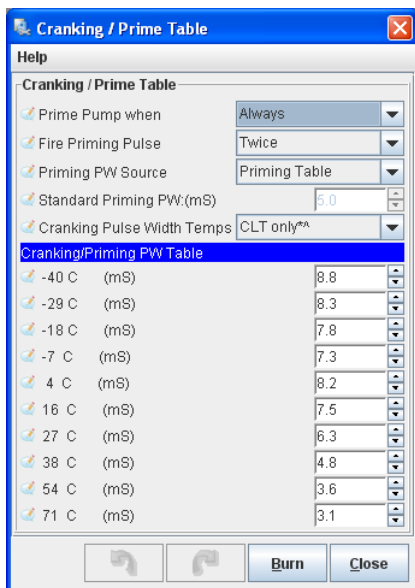 Cranking / Prime Table
Help
Cranking / Prime Table
Prime Pump when Always
Fire Priming Pulse Twice
Priming PW Source Priming Table
Standard Priming PW:(mS) 5.0
Cranking Pulse Width Temps CLT only*^
Cranking/Priming PW Table
-40 C (mS) 8.8
-29 C (mS) 8.3
-18 C (mS) 7.8
-7 C (mS) 7.3
4 C (mS) 8.2
16 C (mS) 7.5
27 C (mS) 6.3
38 C (mS) 4.8
54 C (mS) 3.6
71 C (mS) 3.1
Burn Close